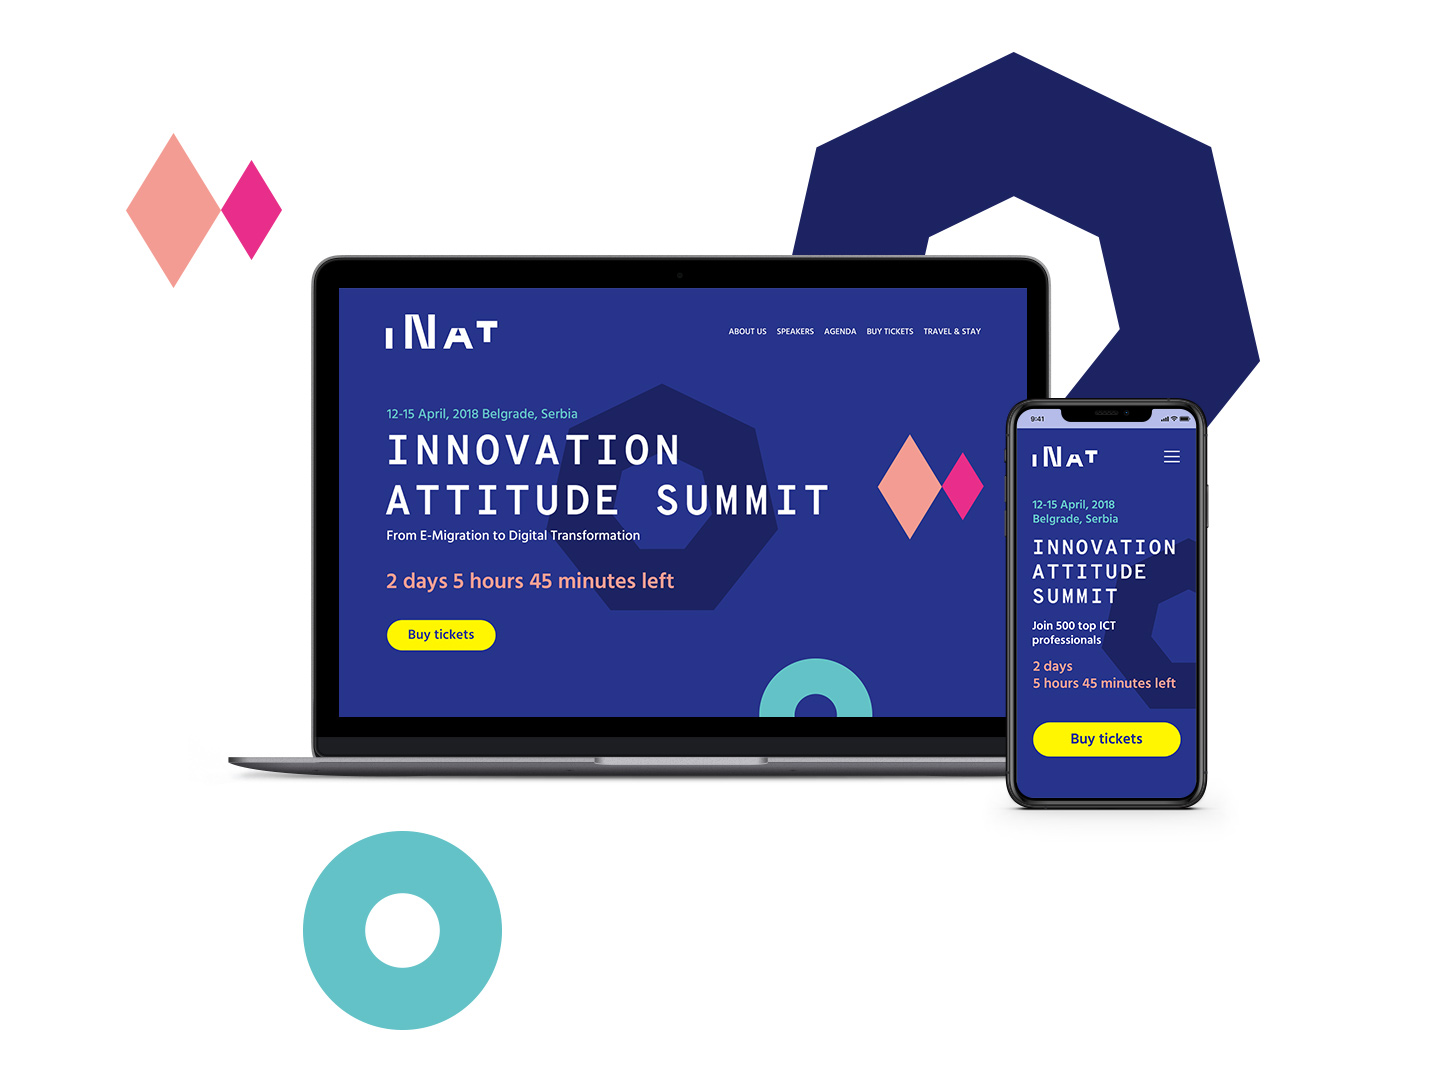 iNAT
ABOUT US SPEAKERS AGENDA BUY TICKETS TRAVEL & STAY
12-15 April, 2018 Belgrade, Serbia
INNOVATION
ATTITUDE SUMMIT
From E-Migration to Digital Transformation
2 days 5 hours 45 minutes left
Buy tickets
9:41
iNAT
12-15 April, 2018
Belgrade, Serbia
INNOVATION
ATTITUDE
SUMMIT
Join 500 top ICT
professionals
2 days
5 hours 45 minutes left
Buy tickets